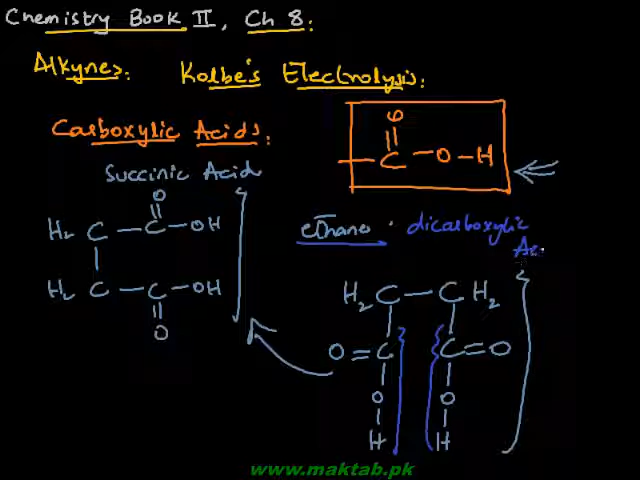 Chemistry Book II, Ch 8:
Alkynes: Kolbe's Electrolysis:
Carboxylic Acids:
O
||
— C — O — H
Succinic Acid
O
||
H2 C — C — OH
|
H2 C — C — OH
||
O
ethane · dicarboxylic
H2 C — C H2
O = C C = O
O O
H H
www.maktab.pk